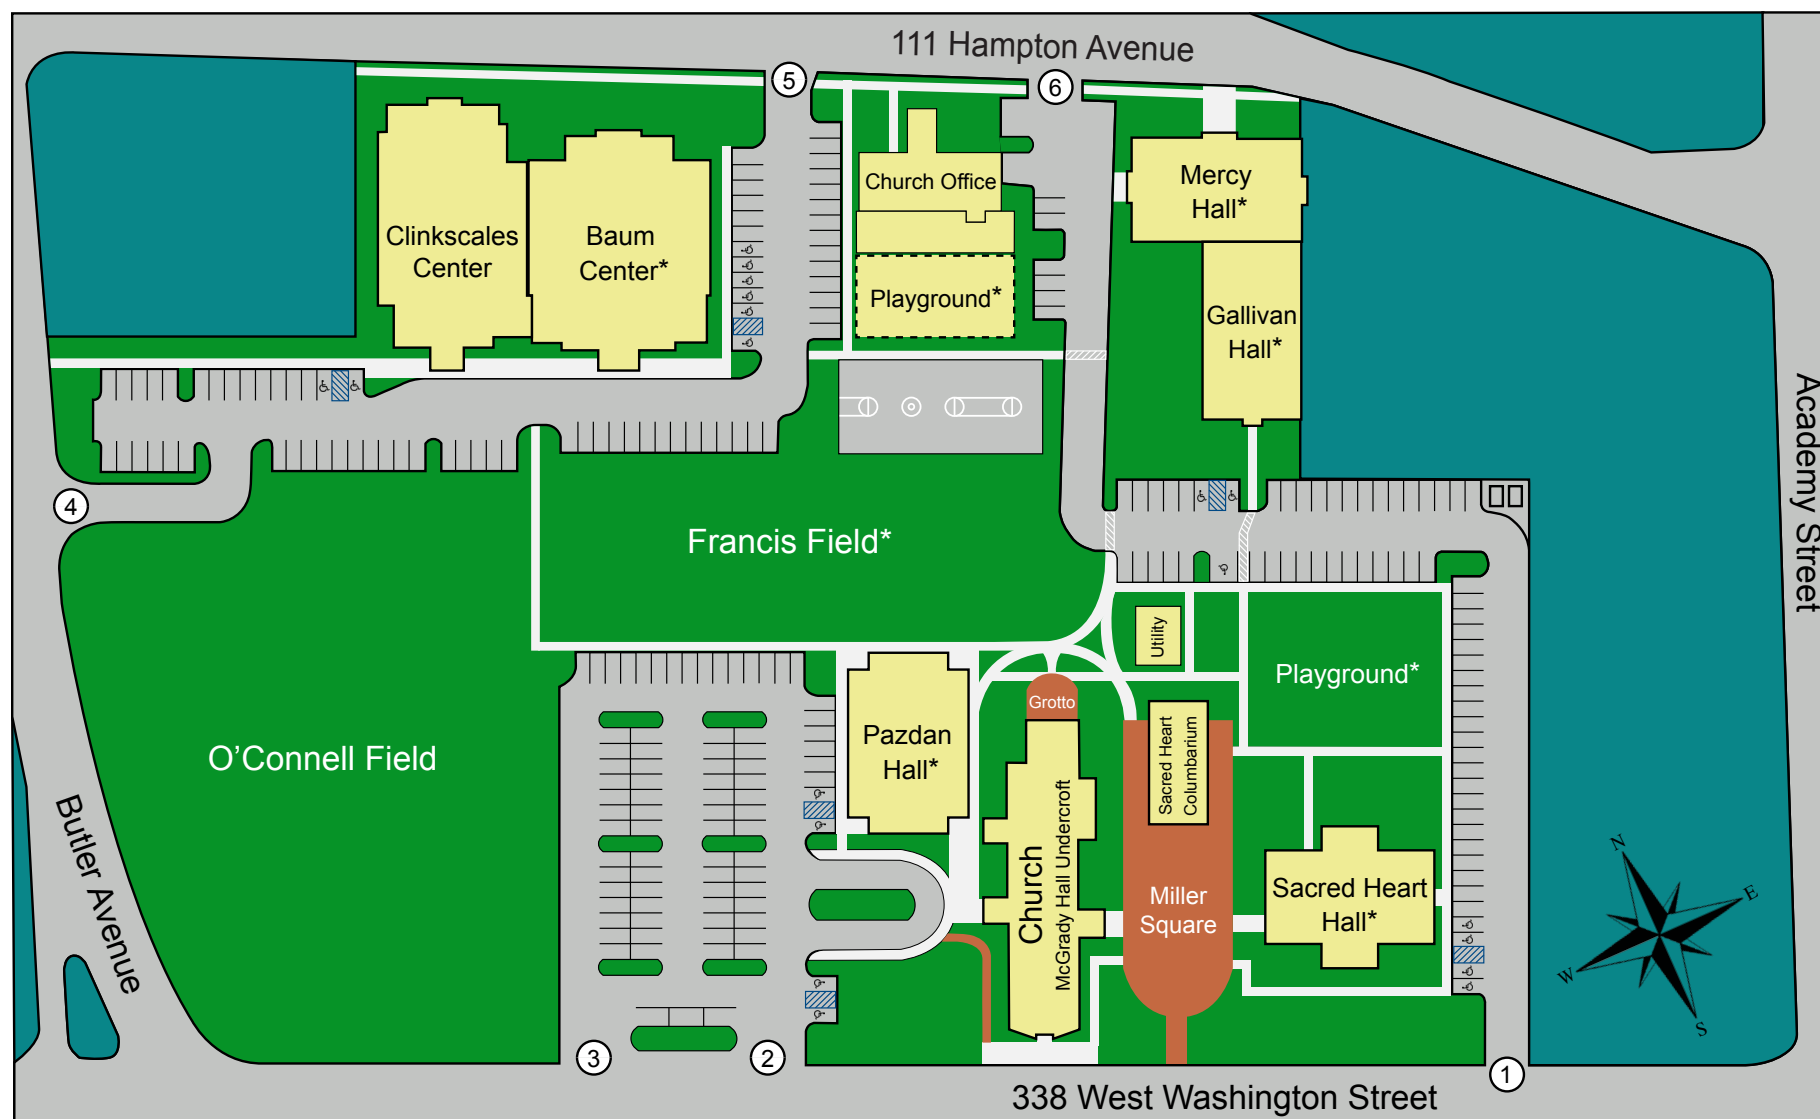 111 Hampton Avenue
5
6
Clinkscales
Center
Baum
Center*
Church Office
Playground*
Mercy
Hall*
Gallivan
Hall*
Academy Street
4
Francis Field*
Utility
Playground*
Grotto
Pazdan
Hall*
Sacred Heart
Columbarium
O’Connell Field
Butler Avenue
Church
McGrady Hall Undercroft
Miller
Square
Sacred Heart
Hall*
N
E
W
S
3
2
1
338 West Washington Street